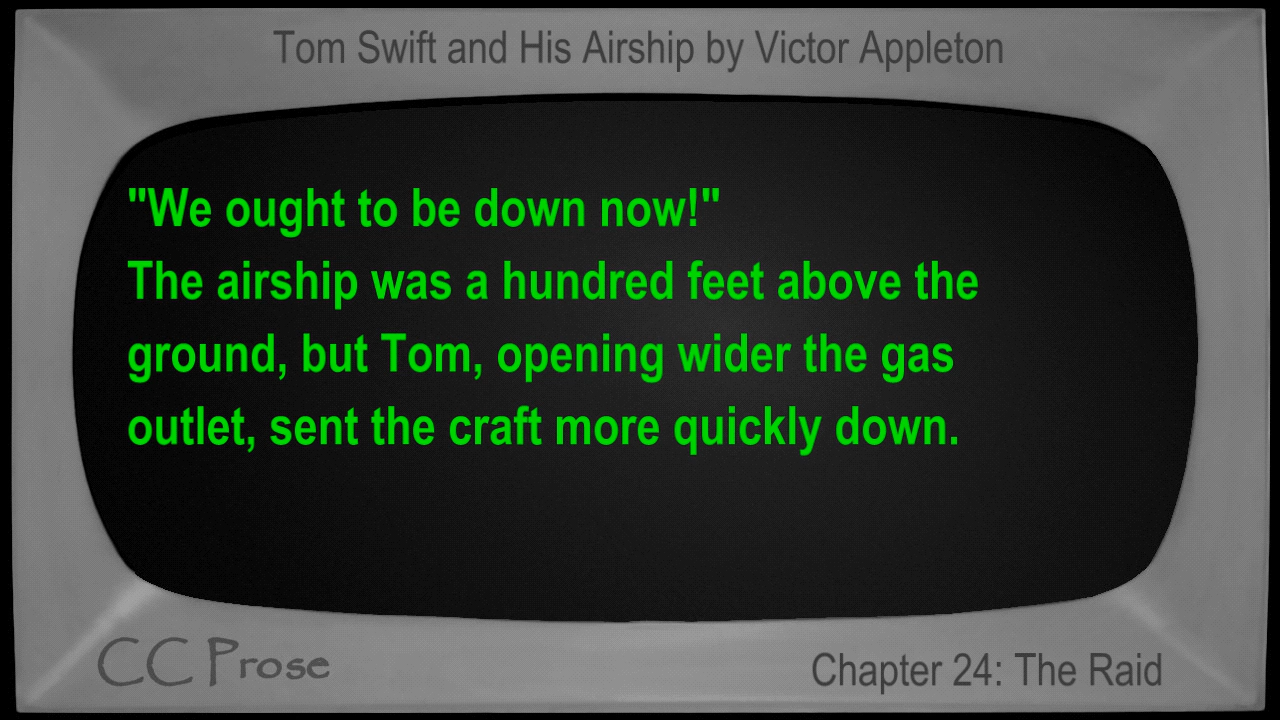 Tom Swift and His Airship by Victor Appleton
"We ought to be down now!"
The airship was a hundred feet above the
ground, but Tom, opening wider the gas
outlet, sent the craft more quickly down.
CC Prose
Chapter 24: The Raid